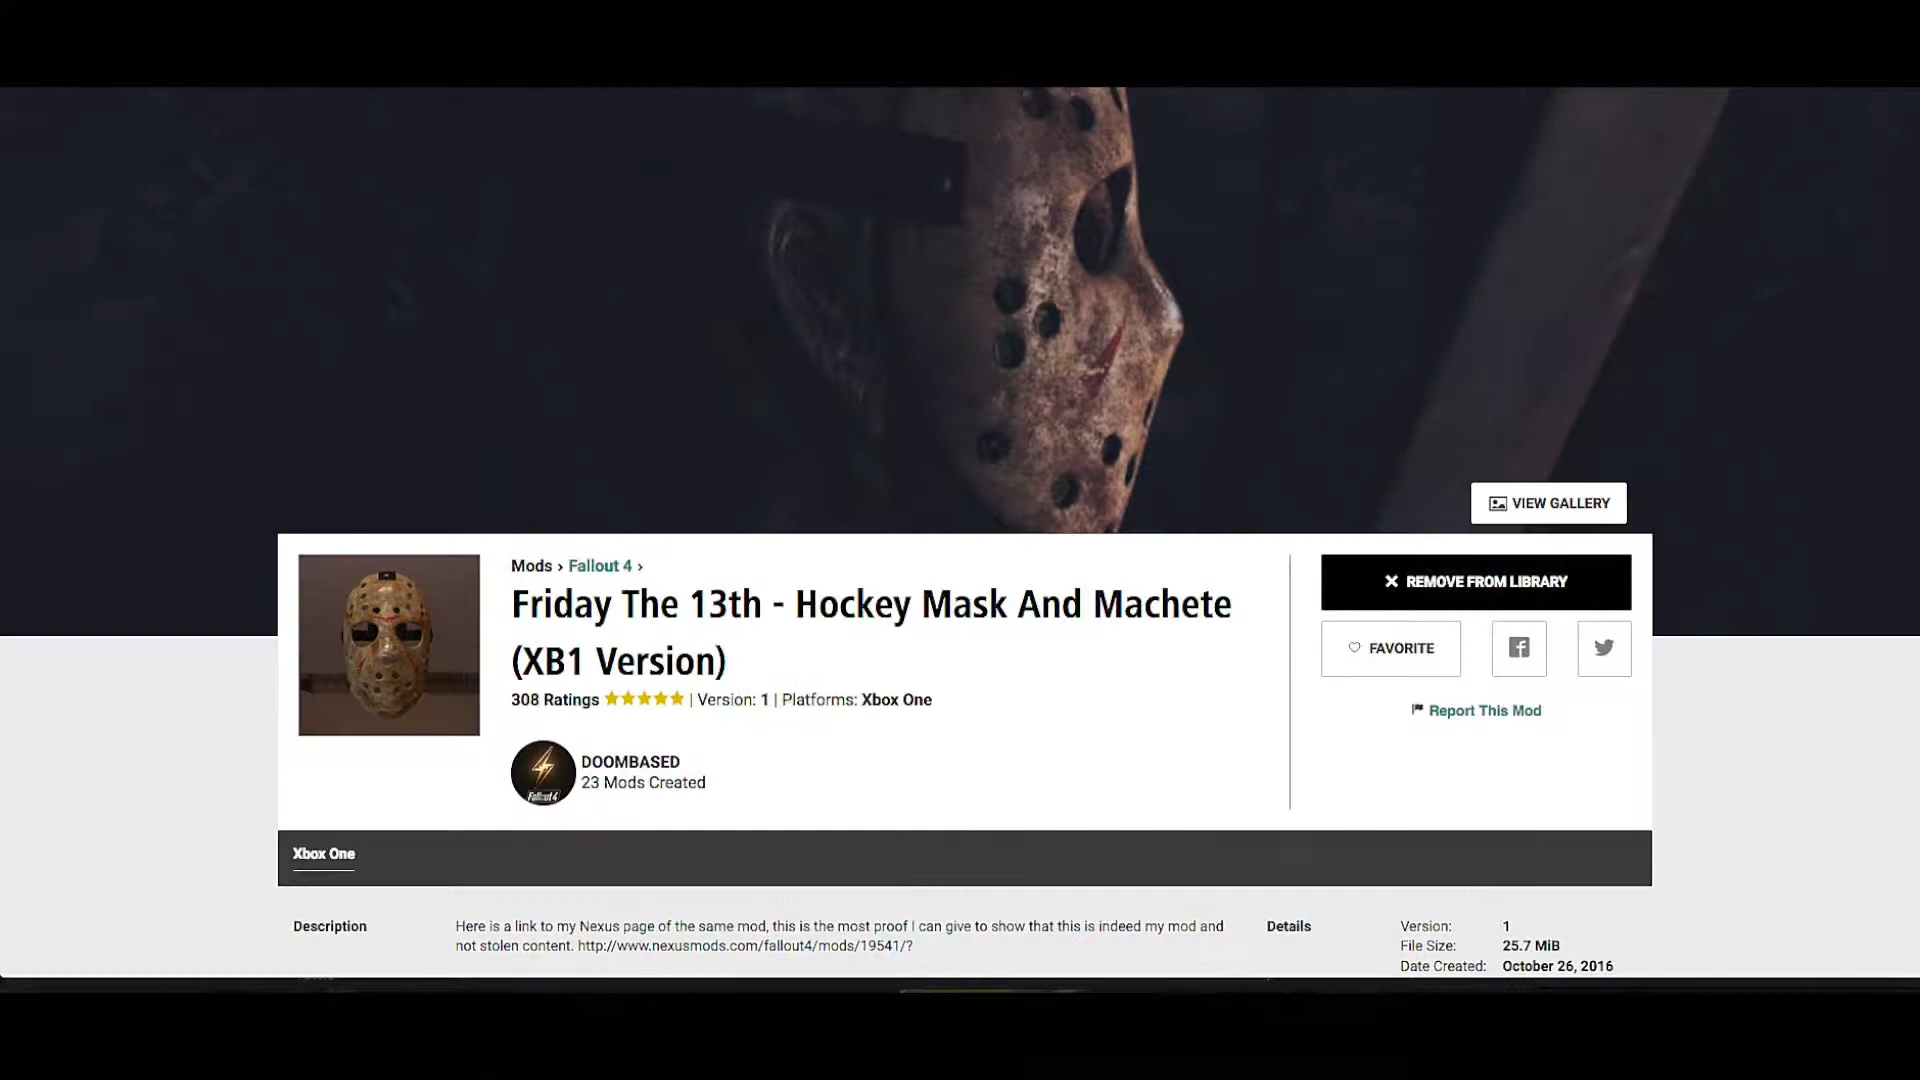 VIEW GALLERY
Mods › Fallout 4 ›
Friday The 13th - Hockey Mask And Machete
(XB1 Version)
308 Ratings ★★★★★ | Version: 1 | Platforms: Xbox One
DOOMBASED
23 Mods Created
Fallout 4
✕ REMOVE FROM LIBRARY
♡ FAVORITE
Report This Mod
Xbox One
Description
Here is a link to my Nexus page of the same mod, this is the most proof I can give to show that this is indeed my mod and
not stolen content. http://www.nexusmods.com/fallout4/mods/19541/?
Details
Version: 1
File Size: 25.7 MiB
Date Created: October 26, 2016